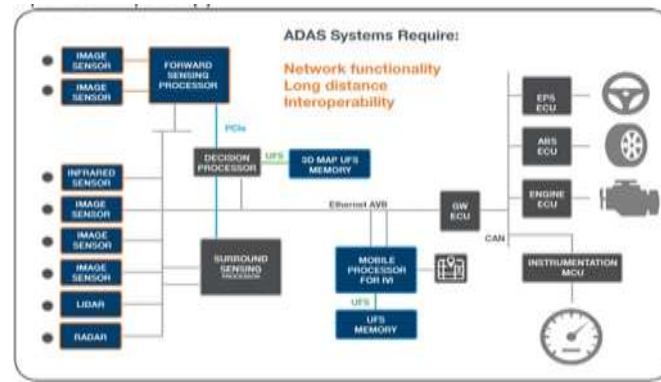 ADAS Systems Require:
Network functionality
Long distance
Interoperability
IMAGE
SENSOR
IMAGE
SENSOR
FORWARD
SENSING
PROCESSOR
PCIe
INFRARED
SENSOR
IMAGE
SENSOR
IMAGE
SENSOR
IMAGE
SENSOR
LIDAR
RADAR
DECISION
PROCESSOR
UFS
3D MAP UFS
MEMORY
SURROUND
SENSING
PROCESSOR
Ethernet AVB
MOBILE
PROCESSOR
FOR IVI
UFS
UFS
MEMORY
GW
ECU
CAN
EPS
ECU
ABS
ECU
ENGINE
ECU
INSTRUMENTATION
MCU